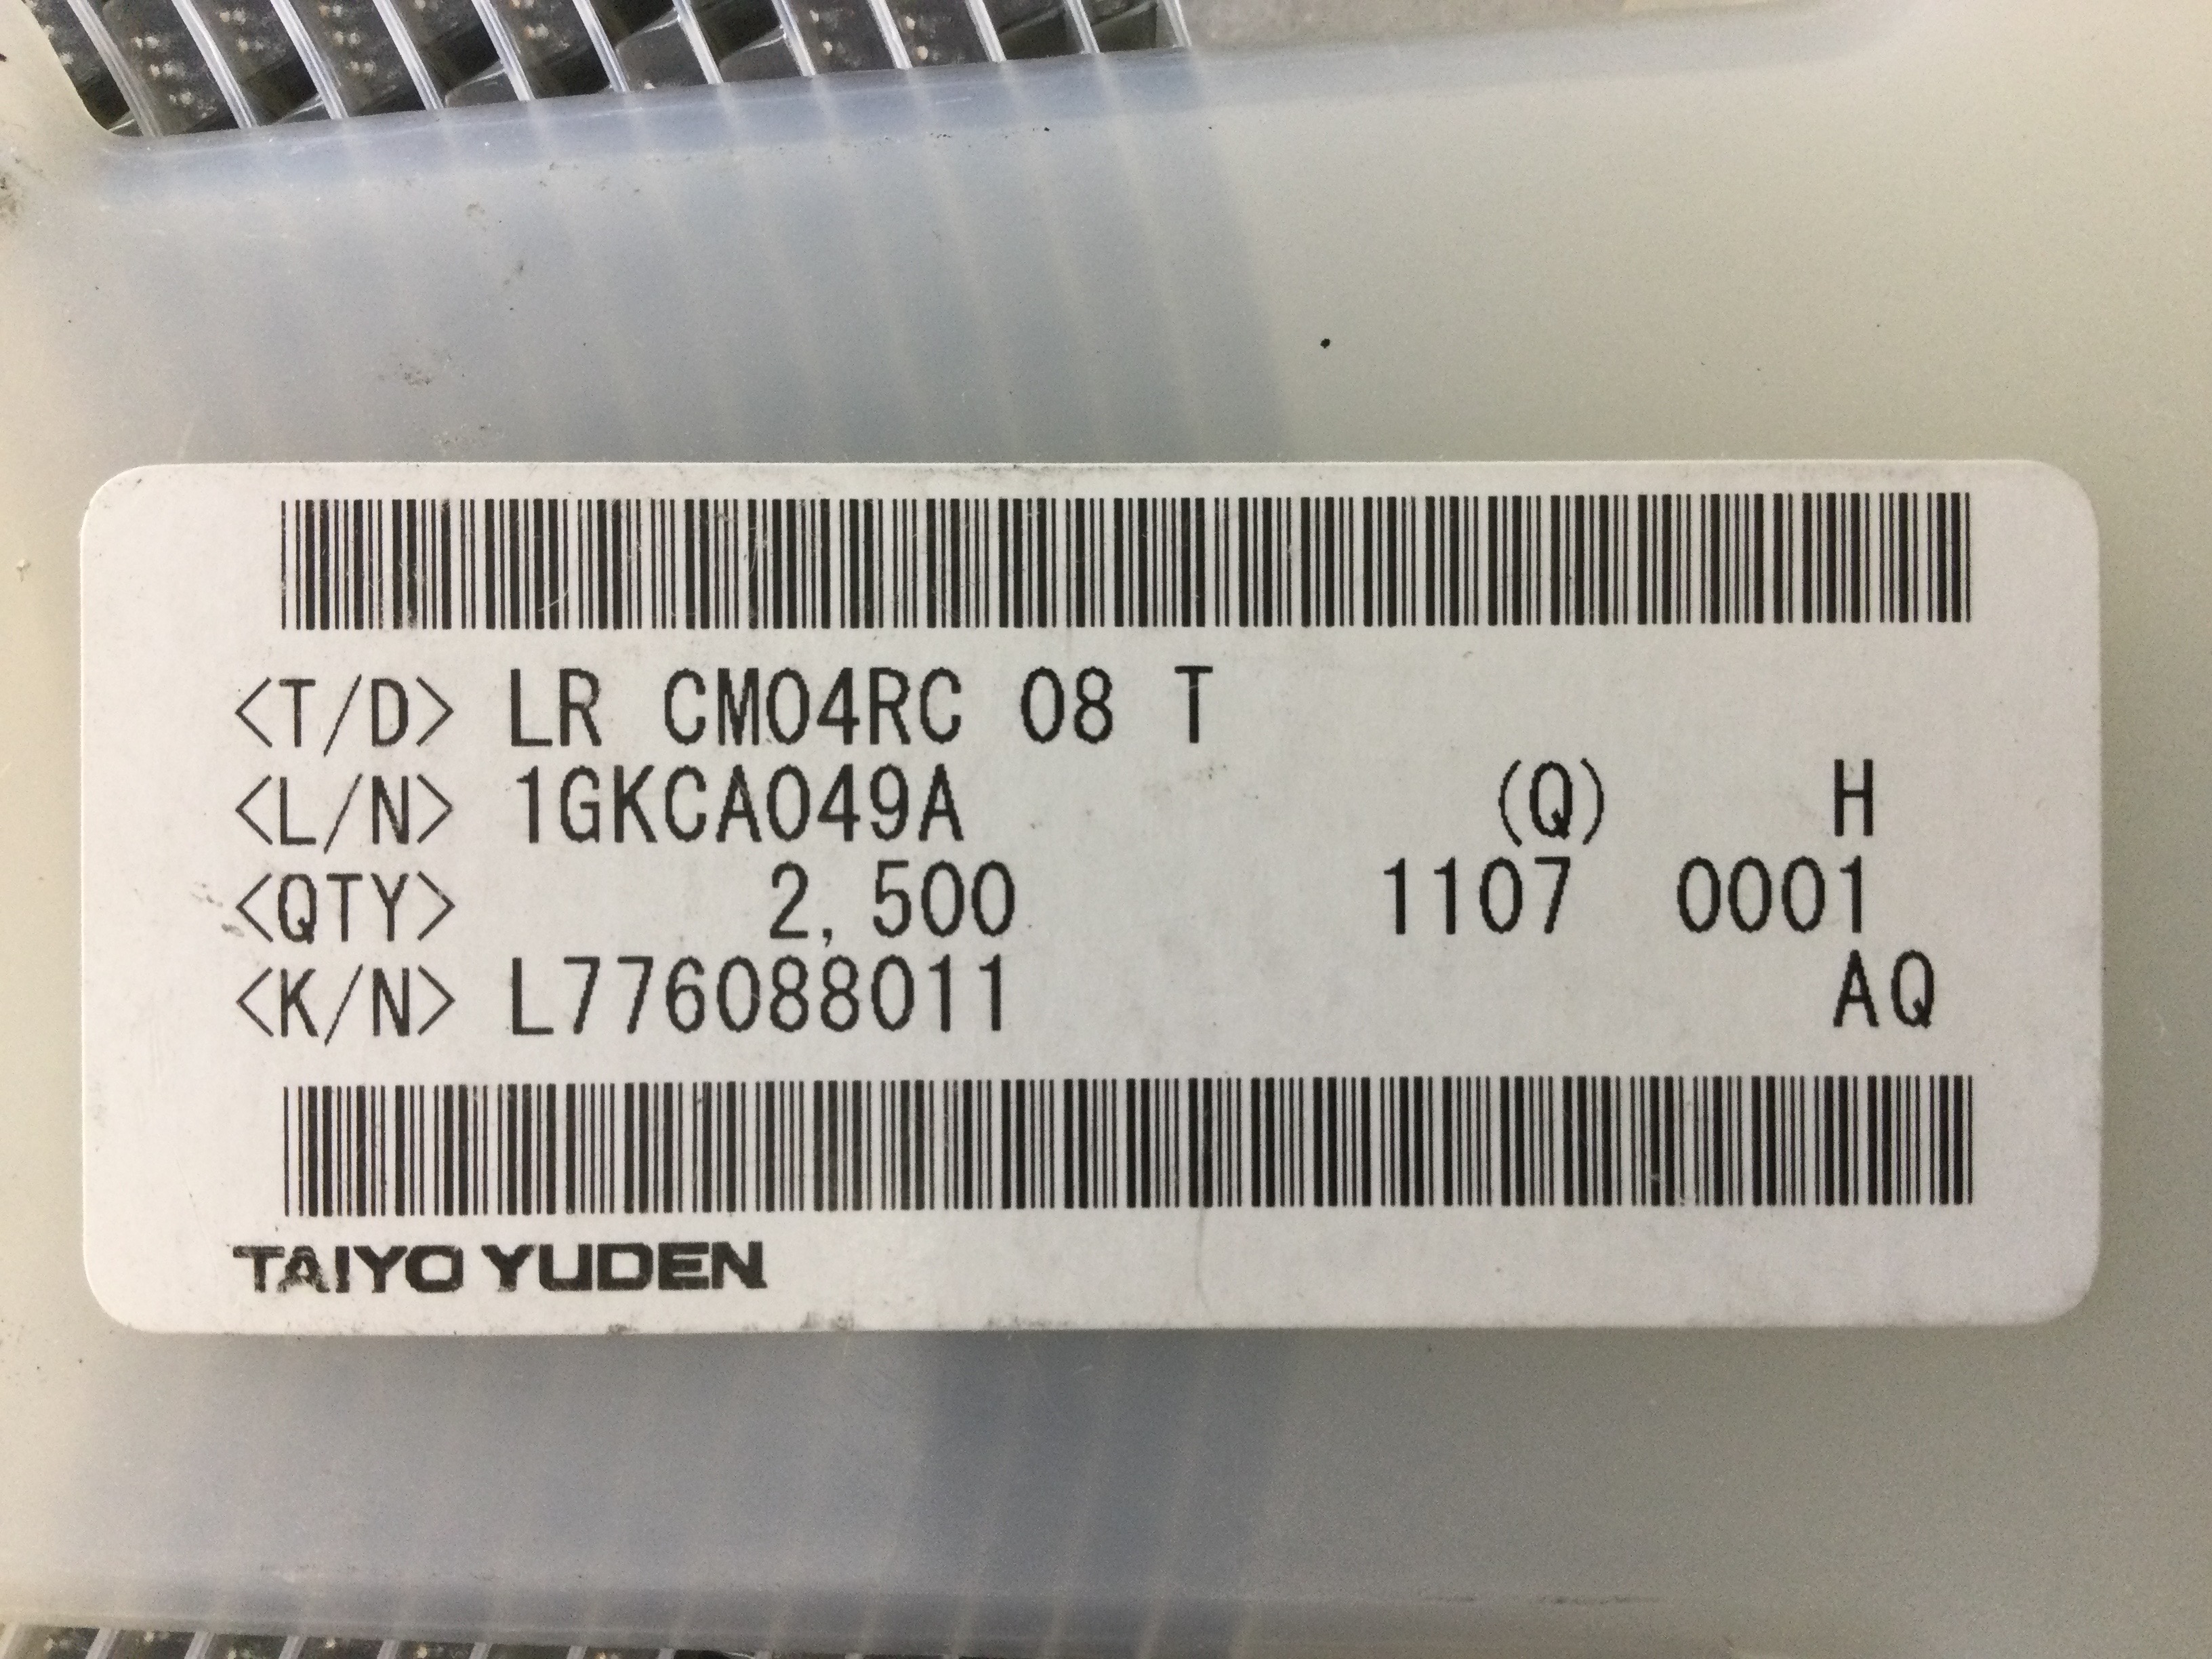 <T/D> LR CM04RC 08 T
<L/N> 1GKCA049A (Q) H
<QTY> 2,500 1107 0001
<K/N> L776088011 AQ
TAIYO YUDEN